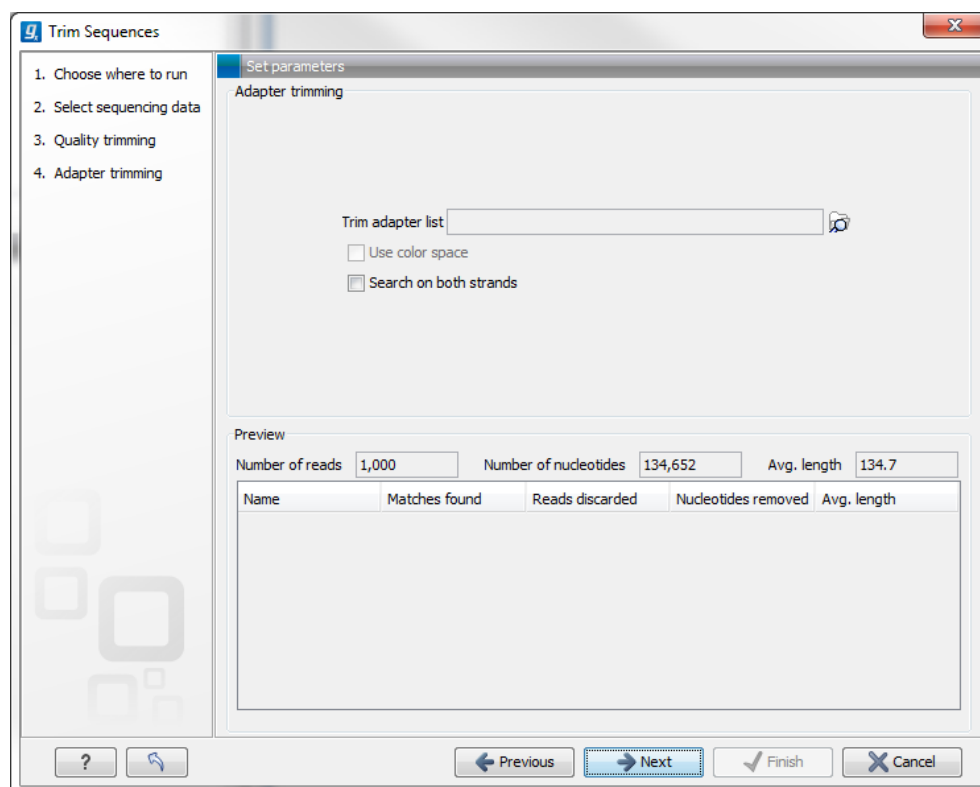 Trim Sequences
1. Choose where to run
2. Select sequencing data
3. Quality trimming
4. Adapter trimming
Set parameters
Adapter trimming
Trim adapter list
Use color space
Search on both strands
Preview
Number of reads 1,000 Number of nucleotides 134,652 Avg. length 134.7
Name Matches found Reads discarded Nucleotides removed Avg. length
? Previous Next Finish Cancel